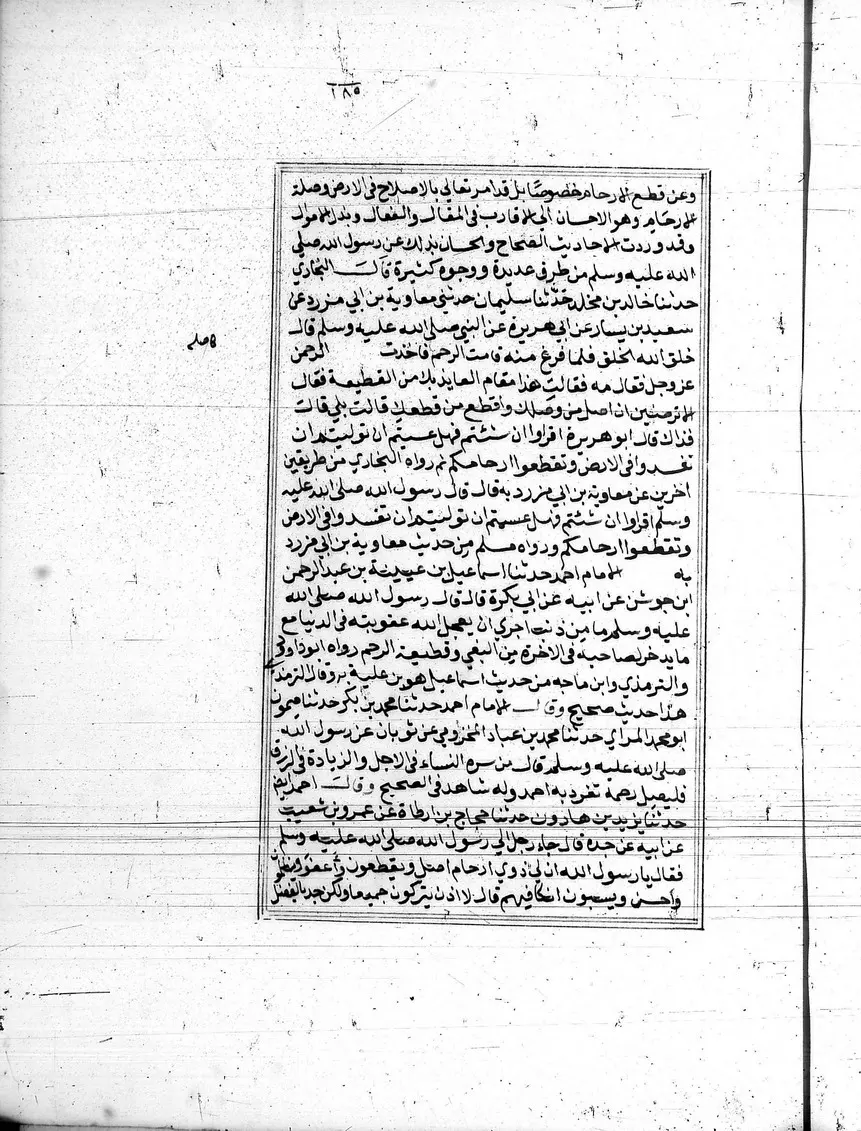 ١٨٥
وعن قطع الارحام خصوصًا بل قد امر تعالى بالاصلاح في الارض وصلة
الارحام وهو الاحسان الى الاقارب في المقال والفعال وبذل الاموال
وقد وردت الاحاديث الصحاح والحسان بذلك عن رسول الله صلى
الله عليه وسلم من طرق عديدة ووجوه كثيرة قال البخاري
حدثنا خالد بن مخلد حدثنا سليمان حدثني معاوية بن ابي مزرد عن
سعيد بن يسار عن ابي هريرة عن النبي صلى الله عليه وسلم قال
خلق الله الخلق فلما فرغ منه قامت الرحم فاخذت الرحمن
عز وجل فقال مه فقالت هذا مقام العايذ بك من القطيعة فقال
الا ترضين ان اصل من وصلك واقطع من قطعك قالت بلى قالت
فذاك قال ابو هريرة اقراوا ان شئتم فهل عسيتم ان توليتم ان
تفسدوا في الارض وتقطعوا ارحامكم ثم رواه البخاري من طريقين
اخرين عن معاوية بن ابي مزرد به قال قال رسول الله صلى الله عليه
وسلم اقراوا ان شئتم فهل عسيتم ان توليتم ان تفسدوا في الارض
وتقطعوا ارحامكم ورواه مسلم من حديث معاوية بن ابي مزرد
به الامام احمد حدثنا اسماعيل بن عيينة بن عبد الرحمن
ابن جوشن عن ابيه عن ابي بكرة قال قال رسول الله صلى الله
عليه وسلم ما من ذنب احرى ان يعجل الله عقوبته في الدنيا مع
ما يدخر لصاحبه في الاخرة من البغي وقطيعة الرحم رواه ابو داود
والترمذي وابن ماجه من حديث اسماعيل هو بن علية به وقال الترمذي
هذا حديث صحيح وقال الامام احمد حدثنا محمد بن بكر حدثنا ميمون
ابو محمد المراي حدثنا محمد بن عباد المخزومي عن ثوبان عن رسول الله
صلى الله عليه وسلم قال من سره النساء في الاجل والزيادة في الرزق
فليصل رحمه تفرد به احمد وله شاهد في الصحيح وقال احمد ايضا
حدثنا يزيد بن هارون حدثنا حجاج بن ارطاة عن عمرو بن شعيب
عن ابيه عن جده قال جاء رجل الى رسول الله صلى الله عليه وسلم
فقال يا رسول الله ان لي ذوي ارحام اصل ويقطعون وأعفو ويظلمون
وأحسن ويسيئون افاكافيهم قال لا اذن تتركون جميعا ولكن جد بالفضل